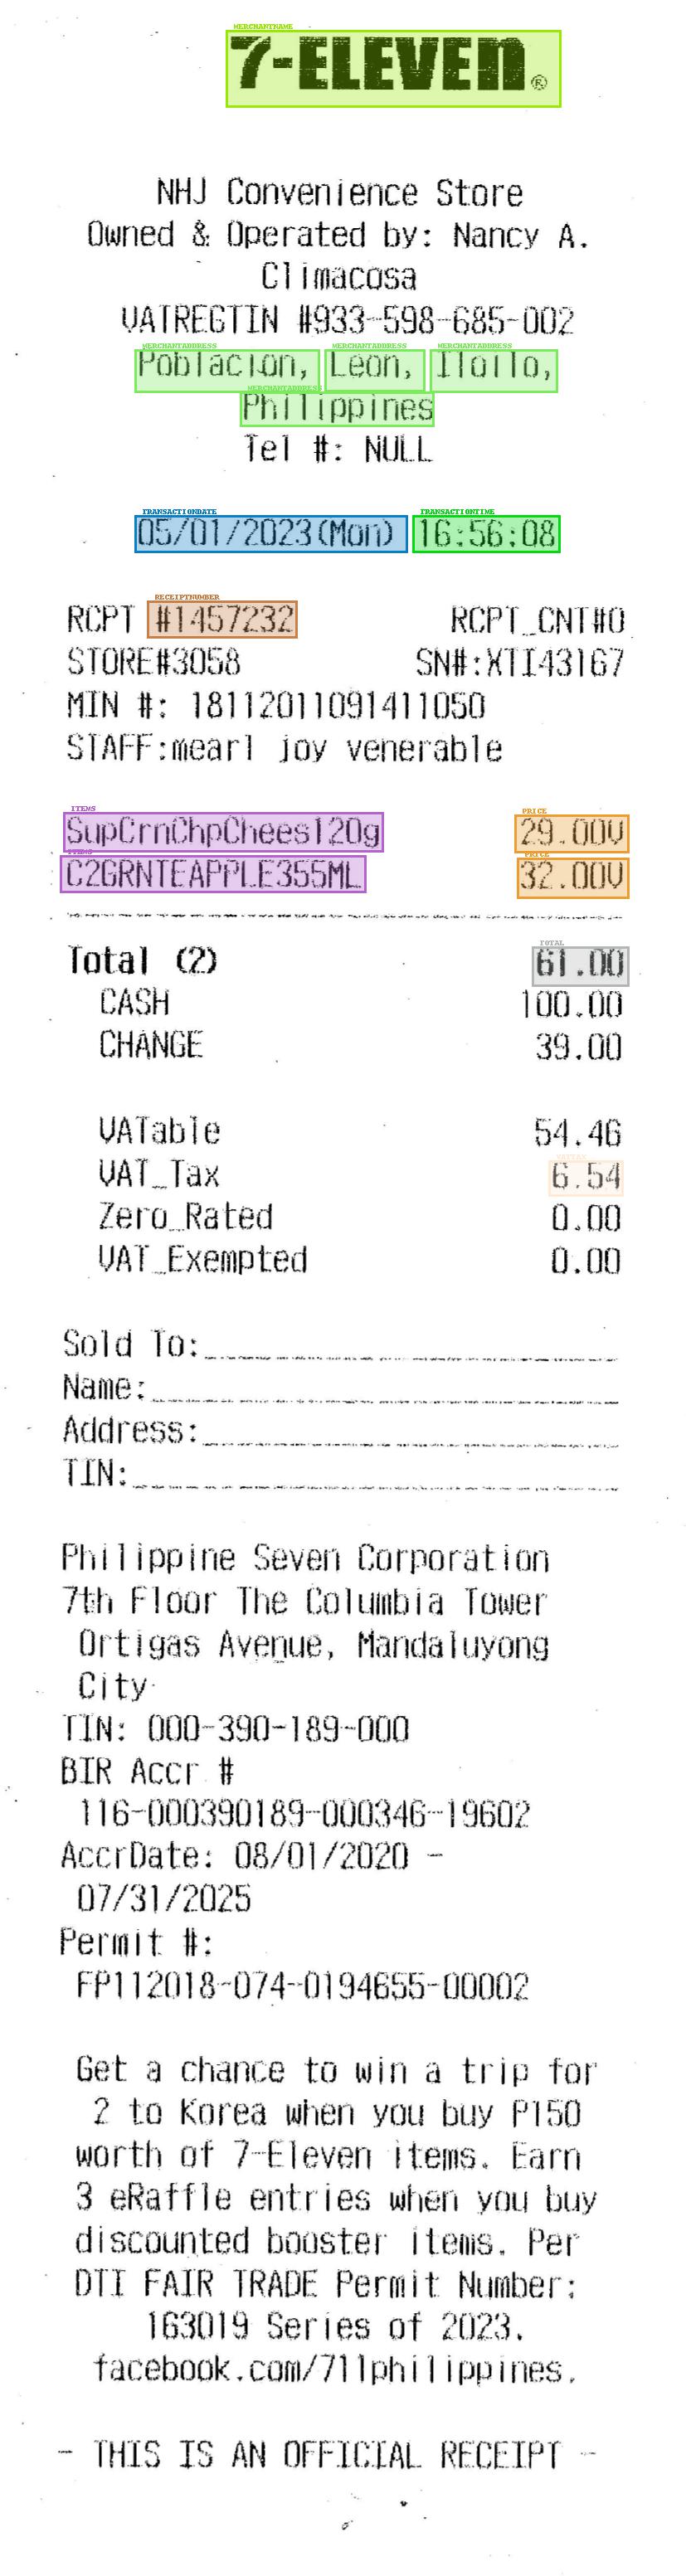 MERCHANTNAME
7-ELEVEN®
NHJ Convenience Store
Owned & Operated by: Nancy A.
Climacosa
VATREGTIN #933-598-685-002
MERCHANTADDRESS MERCHANTADDRESS MERCHANTADDRESS
Poblacion, Leon, Iloilo,
MERCHANTADDRESS
Philippines
Tel #: NULL
TRANSACTIONDATE TRANSACTIONTIME
05/01/2023(Mon) 16:56:08
RECEIPTNUMBER
RCPT #1457232 RCPT_CNT#0
STORE#3058 SN#:XTI43167
MIN #: 18112011091411050
STAFF:mearl joy venerable
ITEMS PRICE
SupCrnChpChees120g 29.00V
ITEMS PRICE
C2GRNTEAPPLE355ML 32.00V
TOTAL
Total (2) 61.00
CASH 100.00
CHANGE 39.00
VATable 54.46
VAT_Tax 6.54
Zero_Rated 0.00
VAT_Exempted 0.00
Sold To:
Name:
Address:
TIN:
Philippine Seven Corporation
7th Floor The Columbia Tower
Ortigas Avenue, Mandaluyong
City
TIN: 000-390-189-000
BIR Accr #
116-000390189-000346-19602
AccrDate: 08/01/2020 -
07/31/2025
Permit #:
FP112018-074-0194655-00002
Get a chance to win a trip for
2 to Korea when you buy P150
worth of 7-Eleven items. Earn
3 eRaffle entries when you buy
discounted booster items. Per
DTI FAIR TRADE Permit Number:
163019 Series of 2023.
facebook.com/711philippines.
- THIS IS AN OFFICIAL RECEIPT -